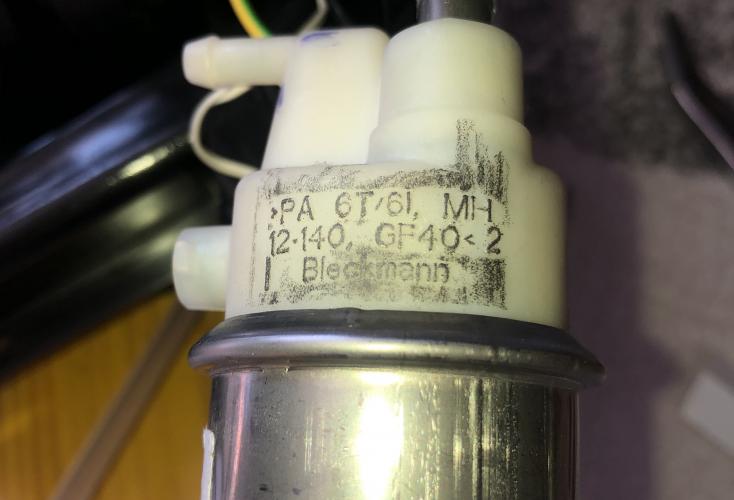 >PA 6T/6I, MH
12-140, GF40< 2
Bleckmann